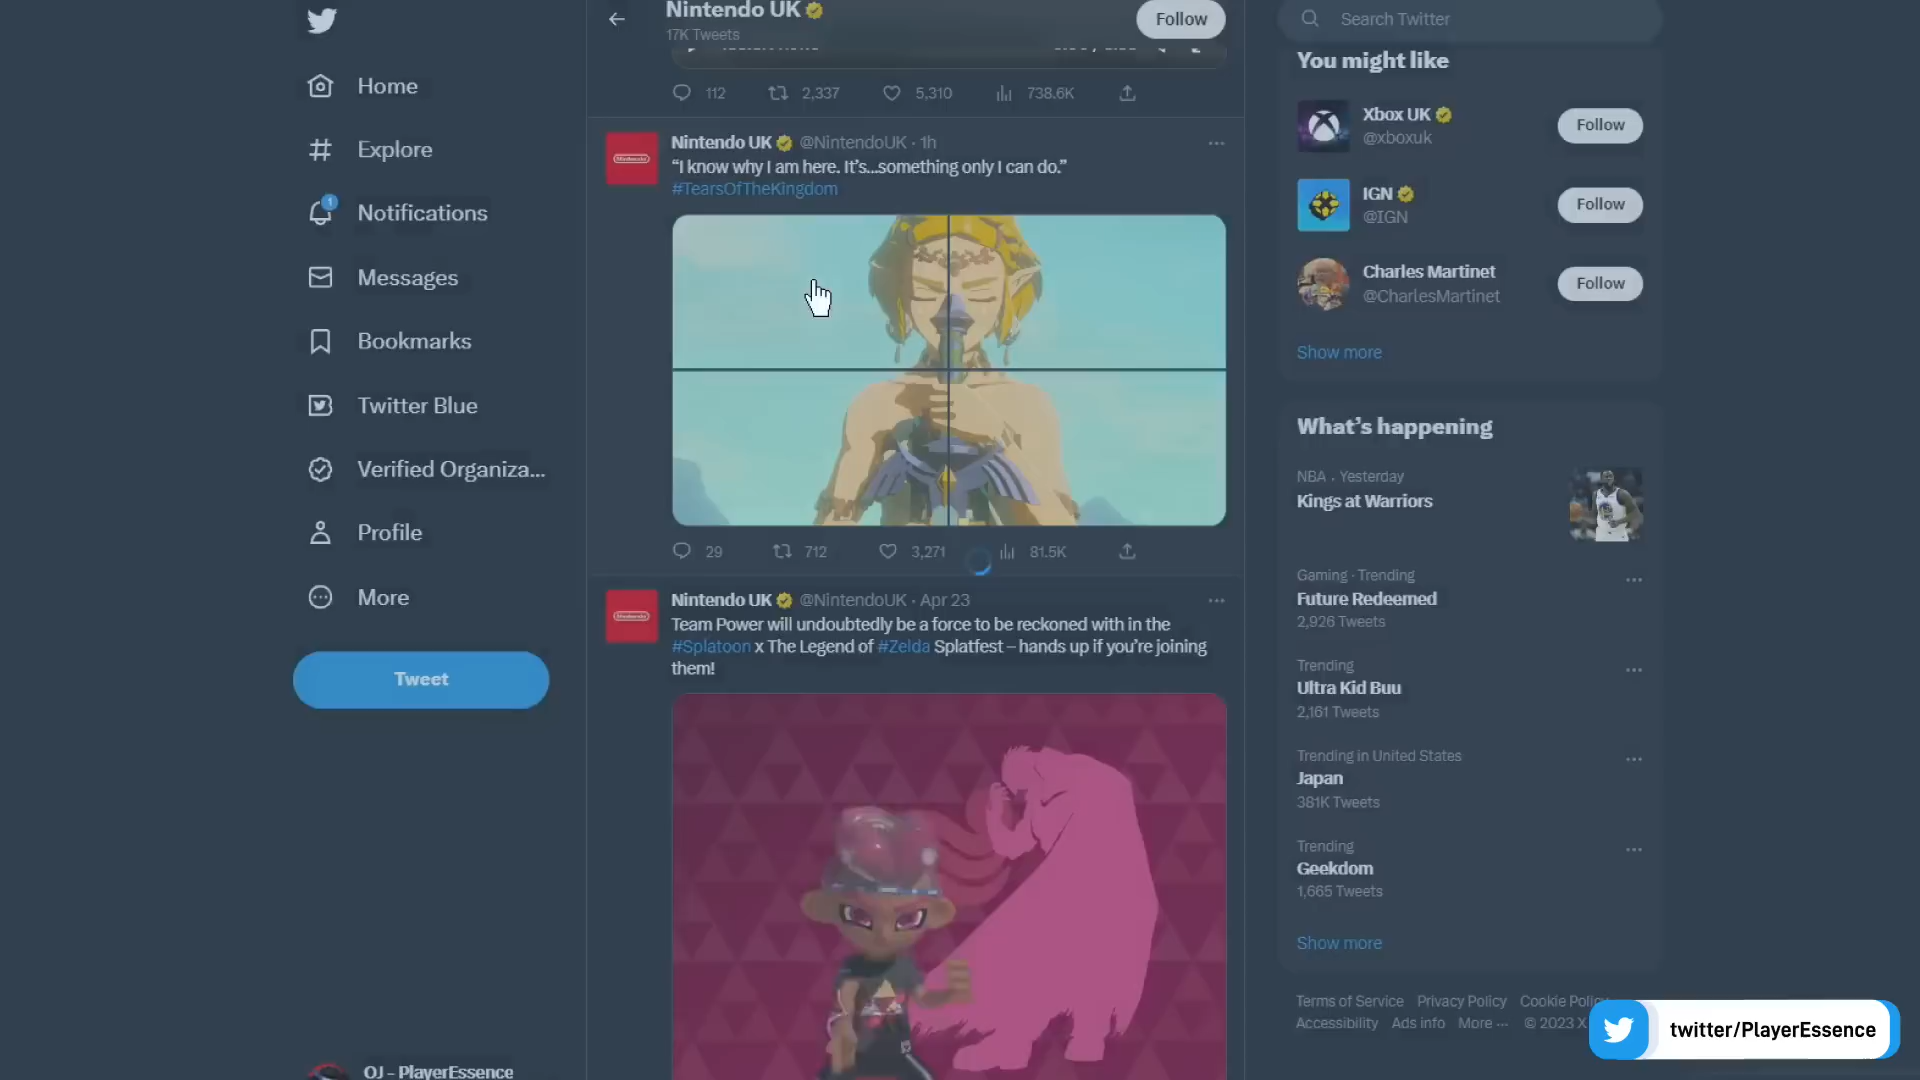 Home
Explore
1
Notifications
Messages
Bookmarks
Twitter Blue
Verified Organiza...
Profile
More
Tweet
OJ - PlayerEssence
Nintendo UK
17K Tweets
Follow
112 2,337 5,310 738.6K
Nintendo UK @NintendoUK · 1h
“I know why I am here. It’s...something only I can do.”
#TearsOfTheKingdom
29 712 3,271 81.5K
Nintendo UK @NintendoUK · Apr 23
Team Power will undoubtedly be a force to be reckoned with in the
#Splatoon x The Legend of #Zelda Splatfest – hands up if you’re joining
them!
Search Twitter
You might like
Xbox UK
@xboxuk
Follow
IGN
@IGN
Follow
Charles Martinet
@CharlesMartinet
Follow
Show more
What’s happening
NBA · Yesterday
Kings at Warriors
Gaming · Trending
Future Redeemed
2,926 Tweets
Trending
Ultra Kid Buu
2,161 Tweets
Trending in United States
Japan
381K Tweets
Trending
Geekdom
1,665 Tweets
Show more
Terms of Service Privacy Policy Cookie Policy
Accessibility Ads info More ··· © 2023 X
twitter/PlayerEssence